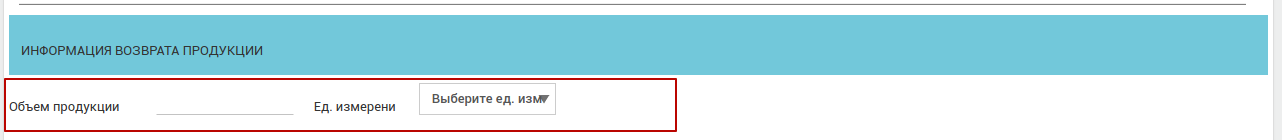 ИНФОРМАЦИЯ ВОЗВРАТА ПРОДУКЦИИ
Объем продукции Ед. измерени Выберите ед. изм